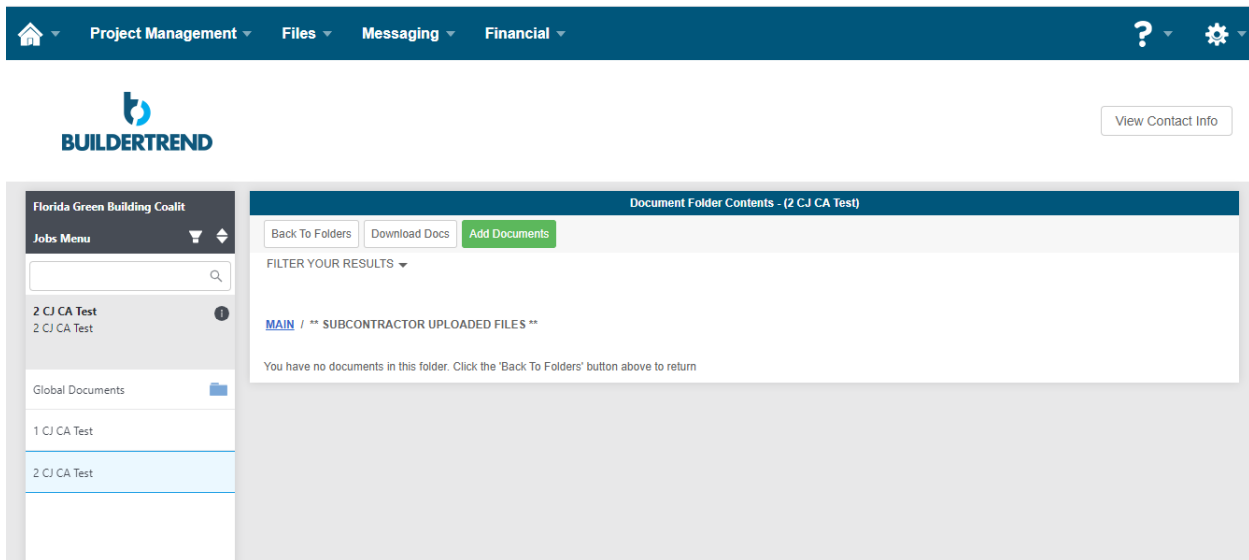 Project Management Files Messaging Financial ?
BUILDERTREND
View Contact Info
Florida Green Building Coalit
Jobs Menu
2 CJ CA Test
2 CJ CA Test
Global Documents
1 CJ CA Test
2 CJ CA Test
Document Folder Contents - (2 CJ CA Test)
Back To Folders Download Docs Add Documents
FILTER YOUR RESULTS
MAIN / ** SUBCONTRACTOR UPLOADED FILES **
You have no documents in this folder. Click the 'Back To Folders' button above to return